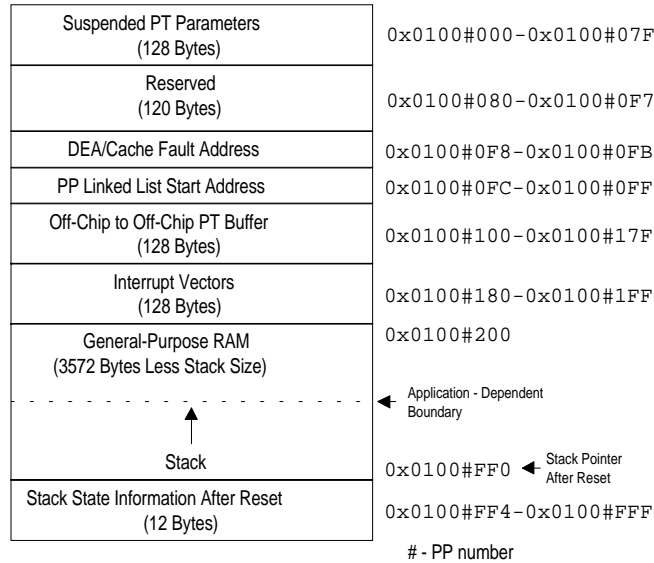 Suspended PT Parameters
(128 Bytes)
0x0100#000-0x0100#07F
Reserved
(120 Bytes)
0x0100#080-0x0100#0F7
DEA/Cache Fault Address
0x0100#0F8-0x0100#0FB
PP Linked List Start Address
0x0100#0FC-0x0100#0FF
Off-Chip to Off-Chip PT Buffer
(128 Bytes)
0x0100#100-0x0100#17F
Interrupt Vectors
(128 Bytes)
0x0100#180-0x0100#1FF
General-Purpose RAM
(3572 Bytes Less Stack Size)
0x0100#200
Application - Dependent
Boundary
Stack
0x0100#FF0
Stack Pointer
After Reset
Stack State Information After Reset
(12 Bytes)
0x0100#FF4-0x0100#FFF
# - PP number